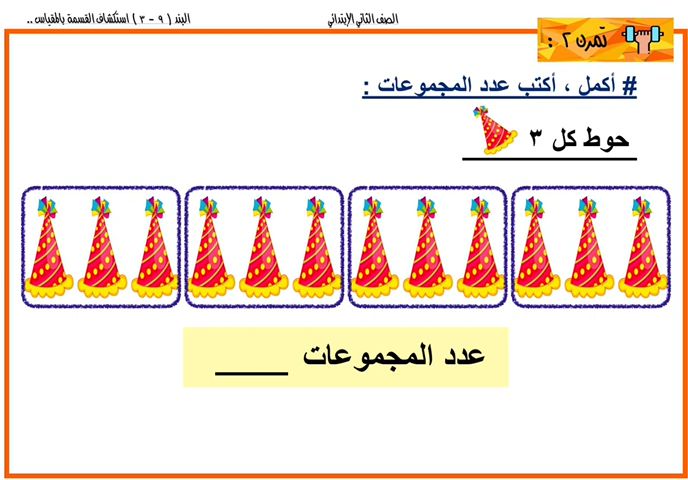 البند ( ٩ - ٣ ) استكشاف القسمة بالقياس ..
الصف الثاني الإبتدائي
تمرن ٢ :
# أكمل ، أكتب عدد المجموعات :
حوط كل ٣
عدد المجموعات ____